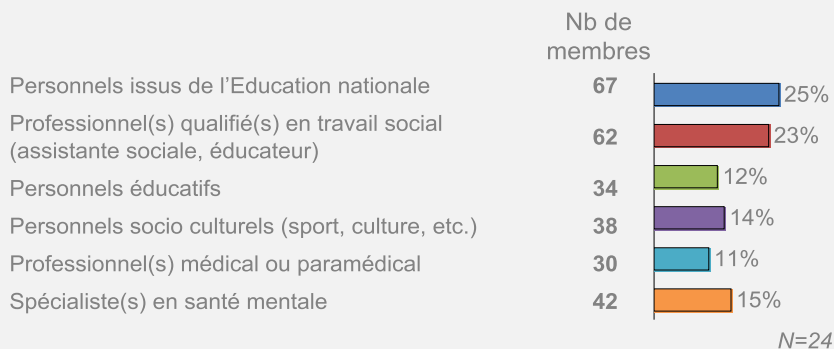 Nb de
membres
Personnels issus de l’Education nationale 67 25%
Professionnel(s) qualifié(s) en travail social
(assistante sociale, éducateur) 62 23%
Personnels éducatifs 34 12%
Personnels socio culturels (sport, culture, etc.) 38 14%
Professionnel(s) médical ou paramédical 30 11%
Spécialiste(s) en santé mentale 42 15%
N=24